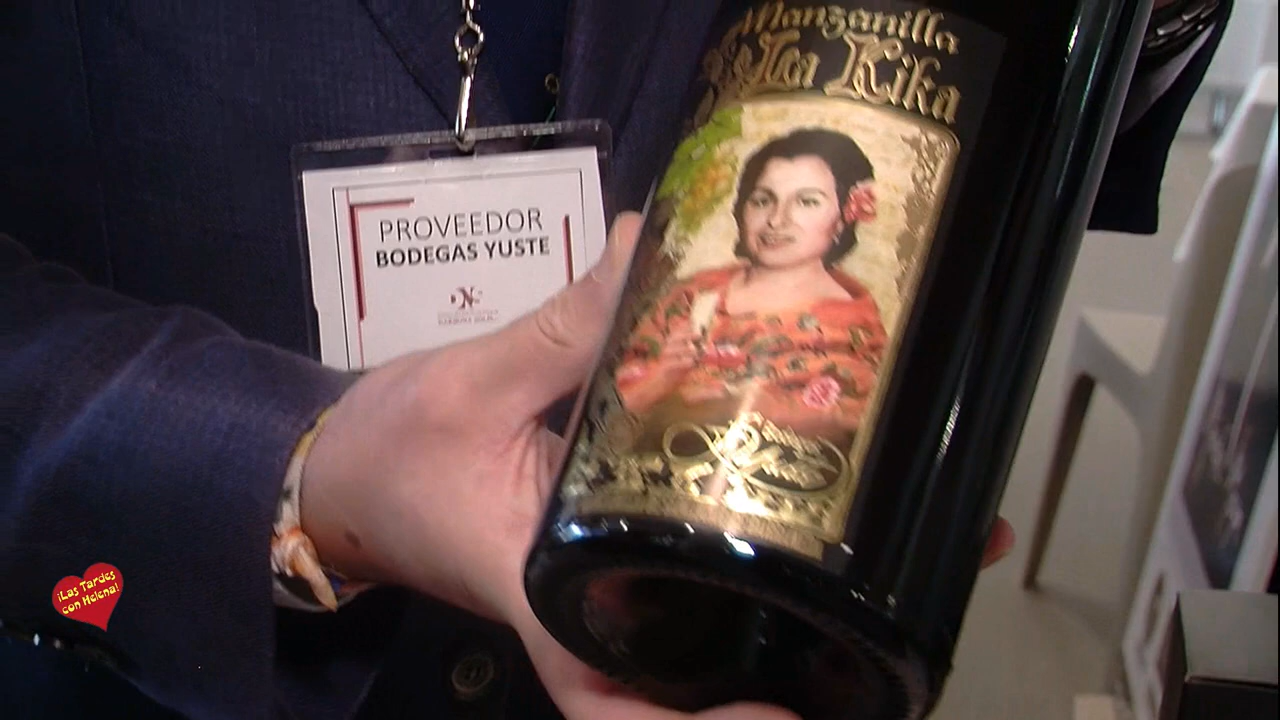 Manzanilla
La Kika
PROVEEDOR
BODEGAS YUSTE
¡Las Tardes
con Helena!